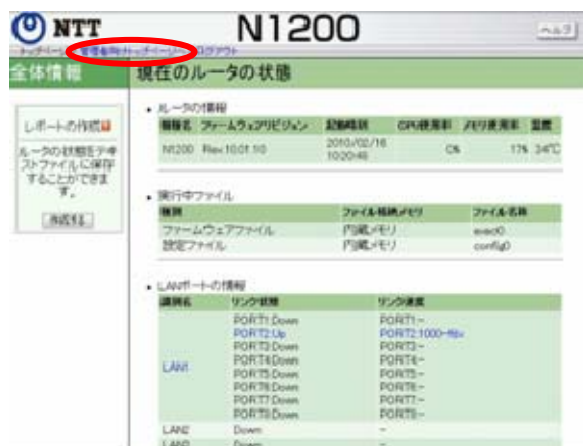 NTT
N1200
ヘルプ
トップページ 管理者向けトップページ ログアウト
全体情報
現在のルータの状態
レポートの作成
ルータの状態をテキストファイルに保存することができます。
作成する
ルータの情報
機種名 ファームウェアリビジョン 起動時刻 CPU使用率 メモリ使用率 温度
N1200 Rev.10.01.10 2010/02/16 10:20:46 0% 17% 34℃
実行中ファイル
種別 ファイル格納メモリ ファイル名称
ファームウェアファイル 内蔵メモリ exec0
設定ファイル 内蔵メモリ config0
LANポートの情報
識別名 リンク状態 リンク速度
LAN1
PORT1:Down PORT1:-
PORT2:Up PORT2:1000-fdx
PORT3:Down PORT3:-
PORT4:Down PORT4:-
PORT5:Down PORT5:-
PORT6:Down PORT6:-
PORT7:Down PORT7:-
PORT8:Down PORT8:-
LAN2 Down -
LAN3 Down -